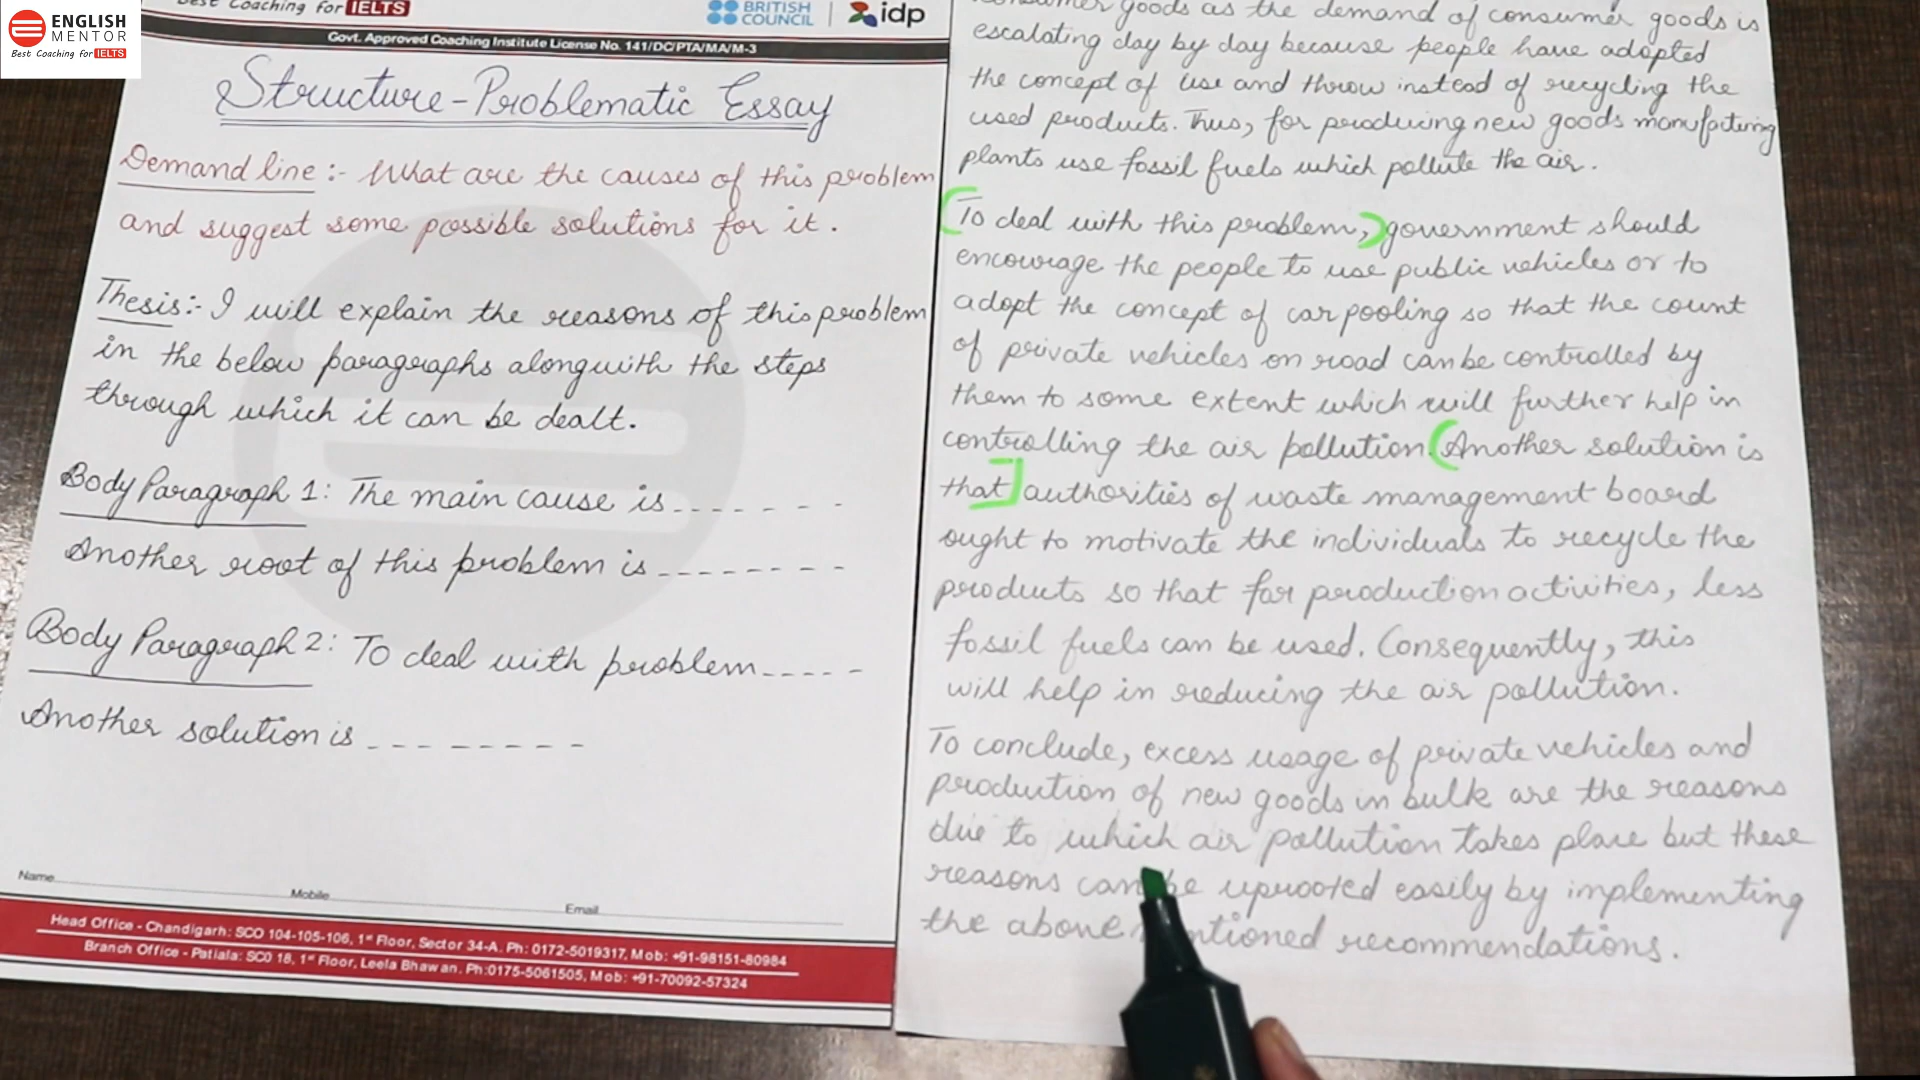 ENGLISH
MENTOR
Best Coaching for IELTS
Best Coaching for IELTS
BRITISH
COUNCIL
idp
Govt. Approved Coaching Institute License No. 141/DC/PTA/MA/M-3
Structure-Problematic Essay
Demand line :- What are the causes of this problem
and suggest some possible solutions for it.
Thesis:- I will explain the reasons of this problem
in the below paragraphs alongwith the steps
through which it can be dealt.
Body Paragraph 1: The main cause is
Another root of this problem is
Body Paragraph 2: To deal with problem
Another solution is
Name
Mobile
Email
Head Office - Chandigarh: SCO 104-105-106, 1st Floor, Sector 34-A. Ph: 0172-5019317, Mob: +91-98151-80984
Branch Office - Patiala: SCO 18, 1st Floor, Leela Bhawan. Ph:0175-5061505, Mob: +91-70092-57324
consumer goods as the demand of consumer goods is
escalating day by day because people have adopted
the concept of use and throw instead of recycling the
used products. Thus, for producing new goods manufacturing
plants use fossil fuels which pollute the air.
(To deal with this problem,) government should
encourage the people to use public vehicles or to
adopt the concept of car pooling so that the count
of private vehicles on road can be controlled by
them to some extent which will further help in
controlling the air pollution. (Another solution is
that] authorities of waste management board
ought to motivate the individuals to recycle the
products so that for production activities, less
fossil fuels can be used. Consequently, this
will help in reducing the air pollution.
To conclude, excess usage of private vehicles and
production of new goods in bulk are the reasons
due to which air pollution takes place but these
reasons can be uprooted easily by implementing
the above recommendations.